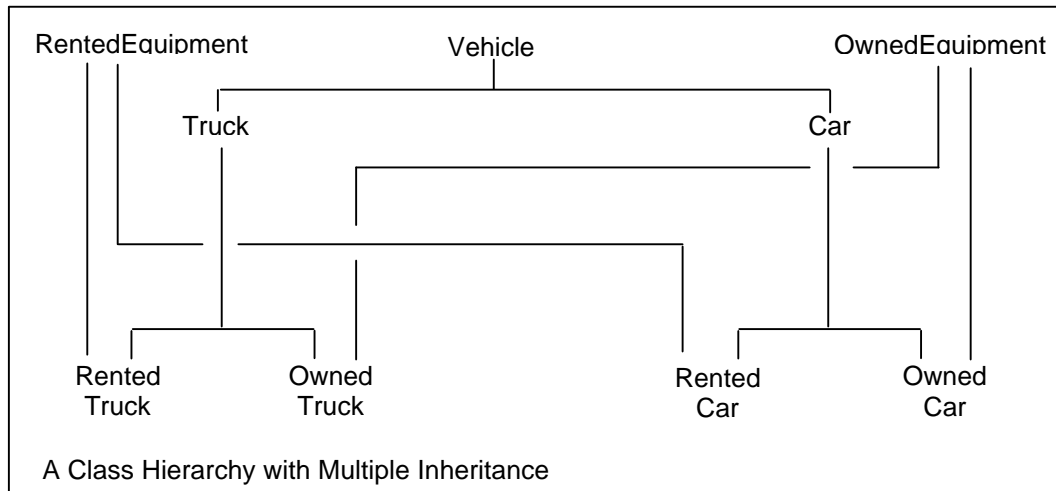 RentedEquipment
Vehicle
OwnedEquipment
Truck
Car
Rented
Truck
Owned
Truck
Rented
Car
Owned
Car
A Class Hierarchy with Multiple Inheritance